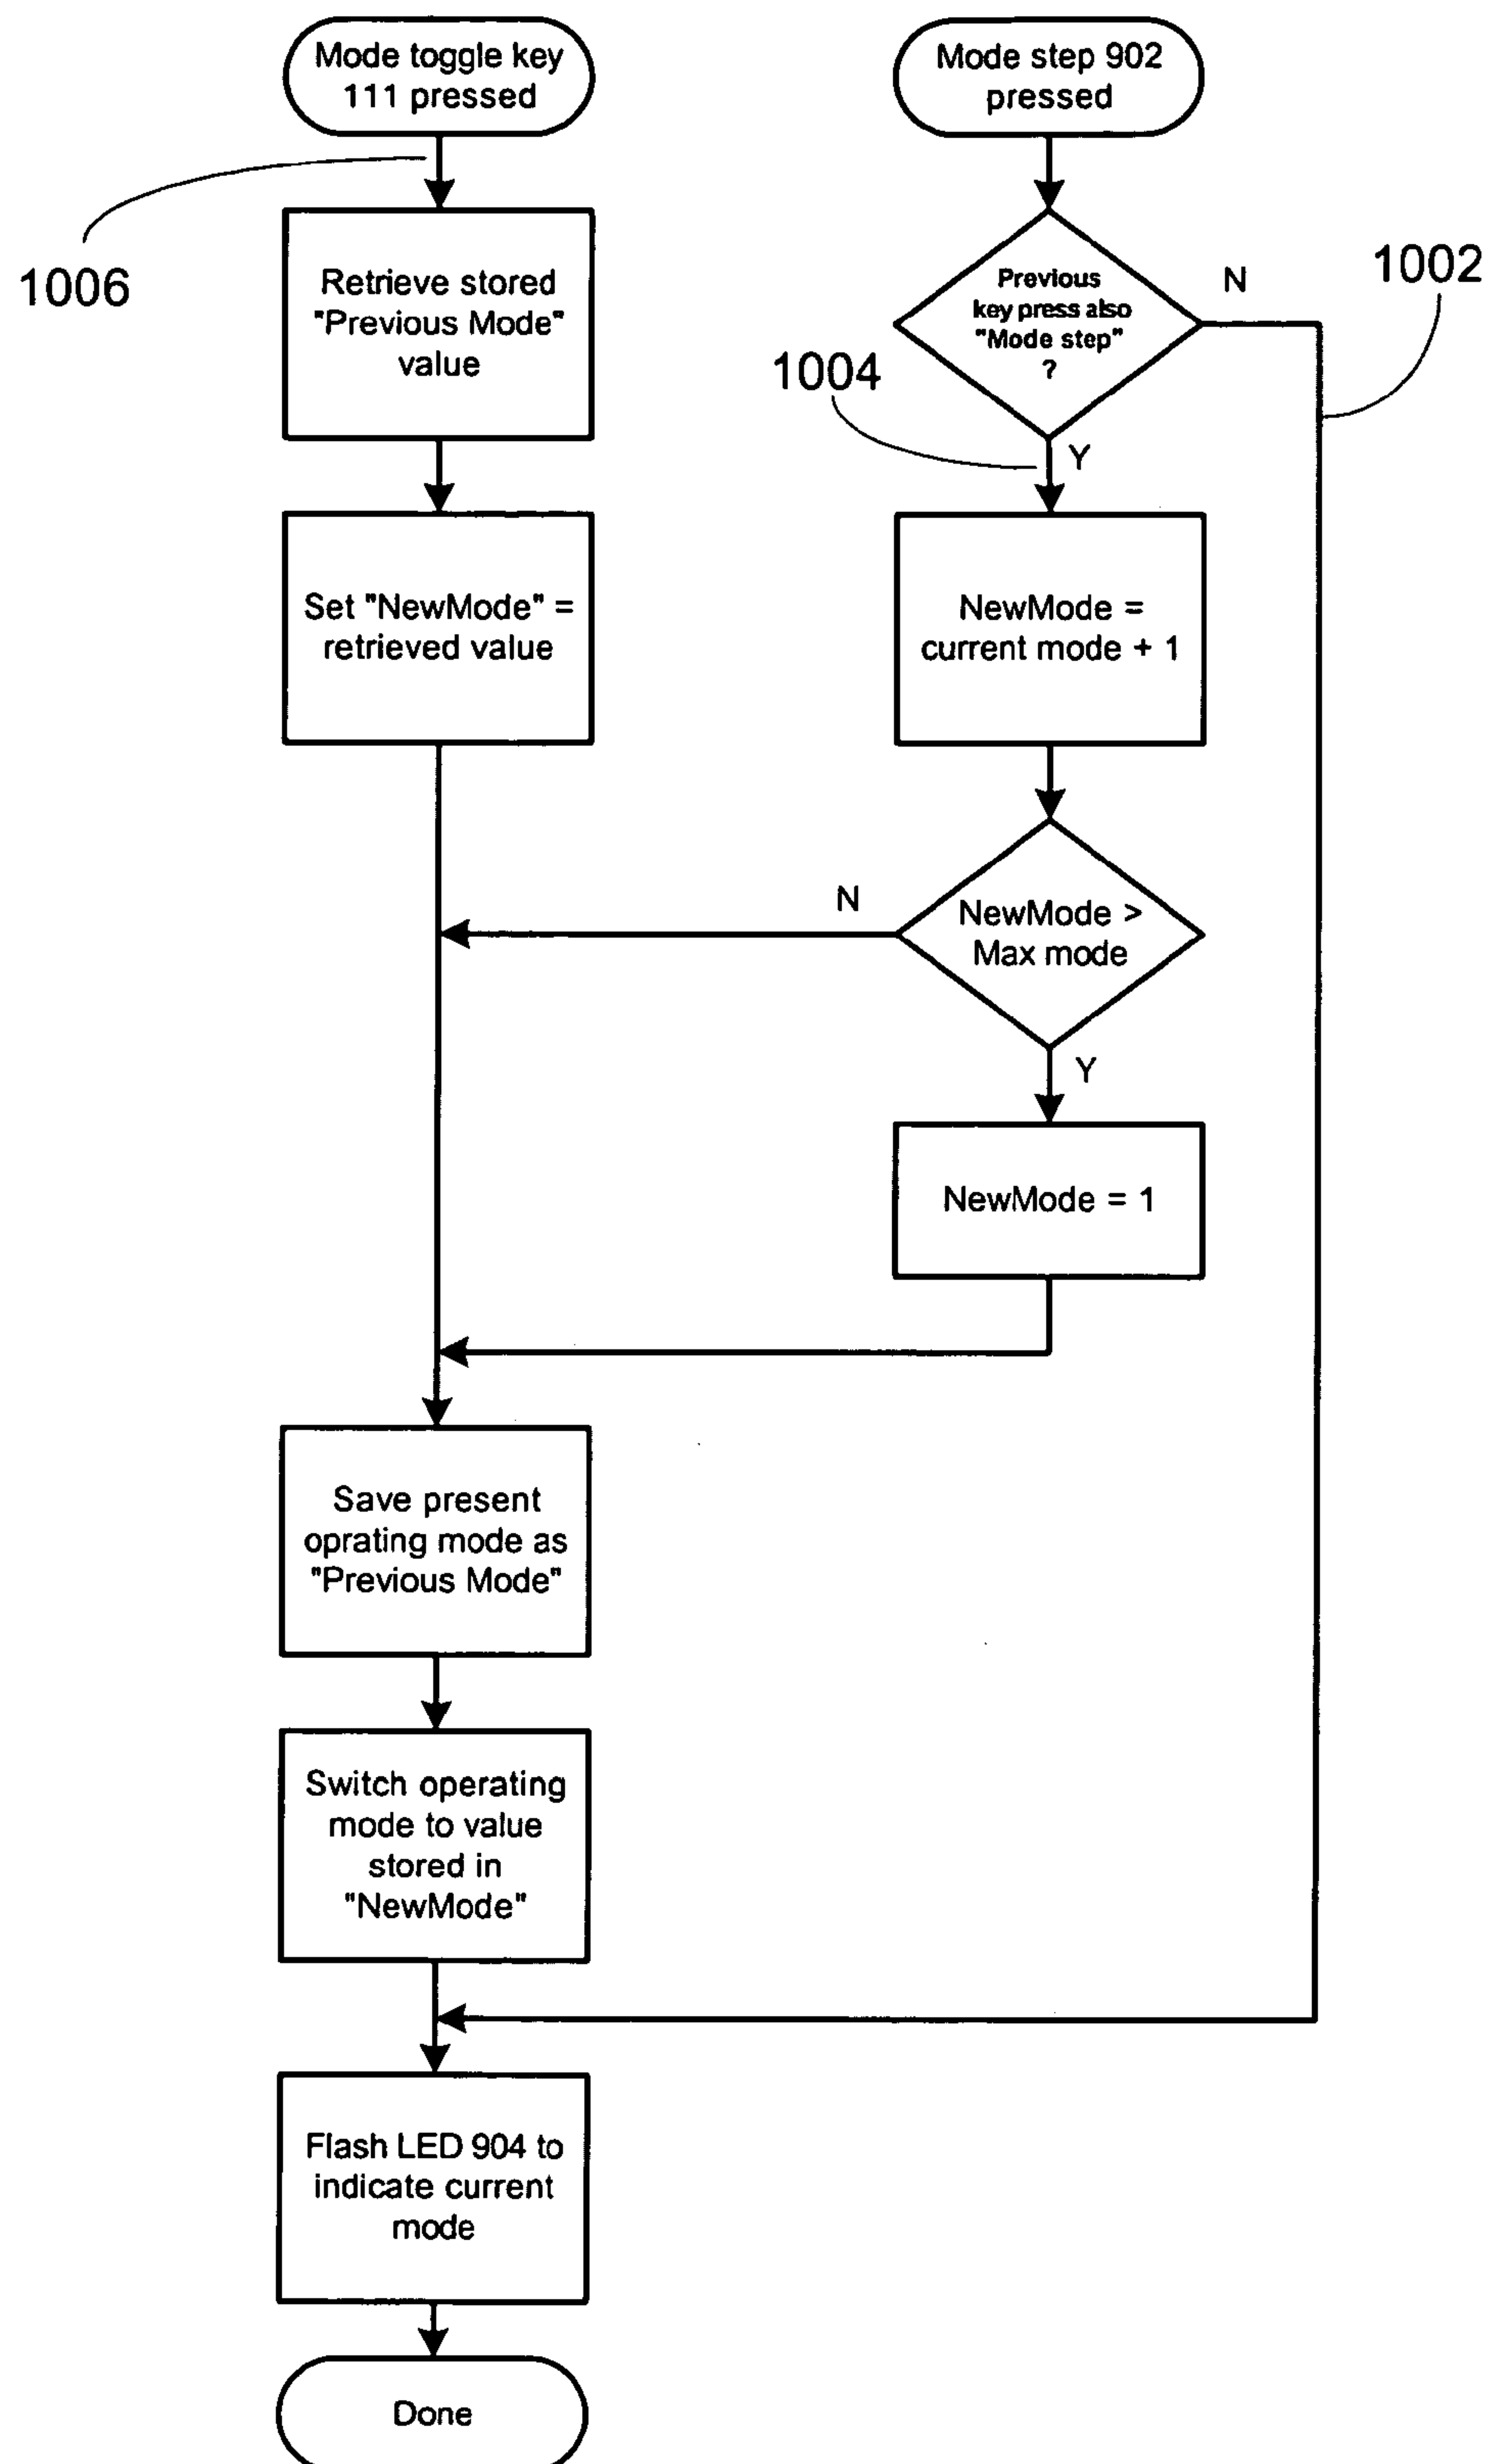 Mode toggle key
111 pressed
1006
Retrieve stored
"Previous Mode"
value
Set "NewMode" =
retrieved value
Mode step 902
pressed
Previous
key press also
"Mode step"
?
N
1002
1004
Y
NewMode =
current mode + 1
NewMode >
Max mode
N
Y
NewMode = 1
Save present
oprating mode as
"Previous Mode"
Switch operating
mode to value
stored in
"NewMode"
Flash LED 904 to
indicate current
mode
Done